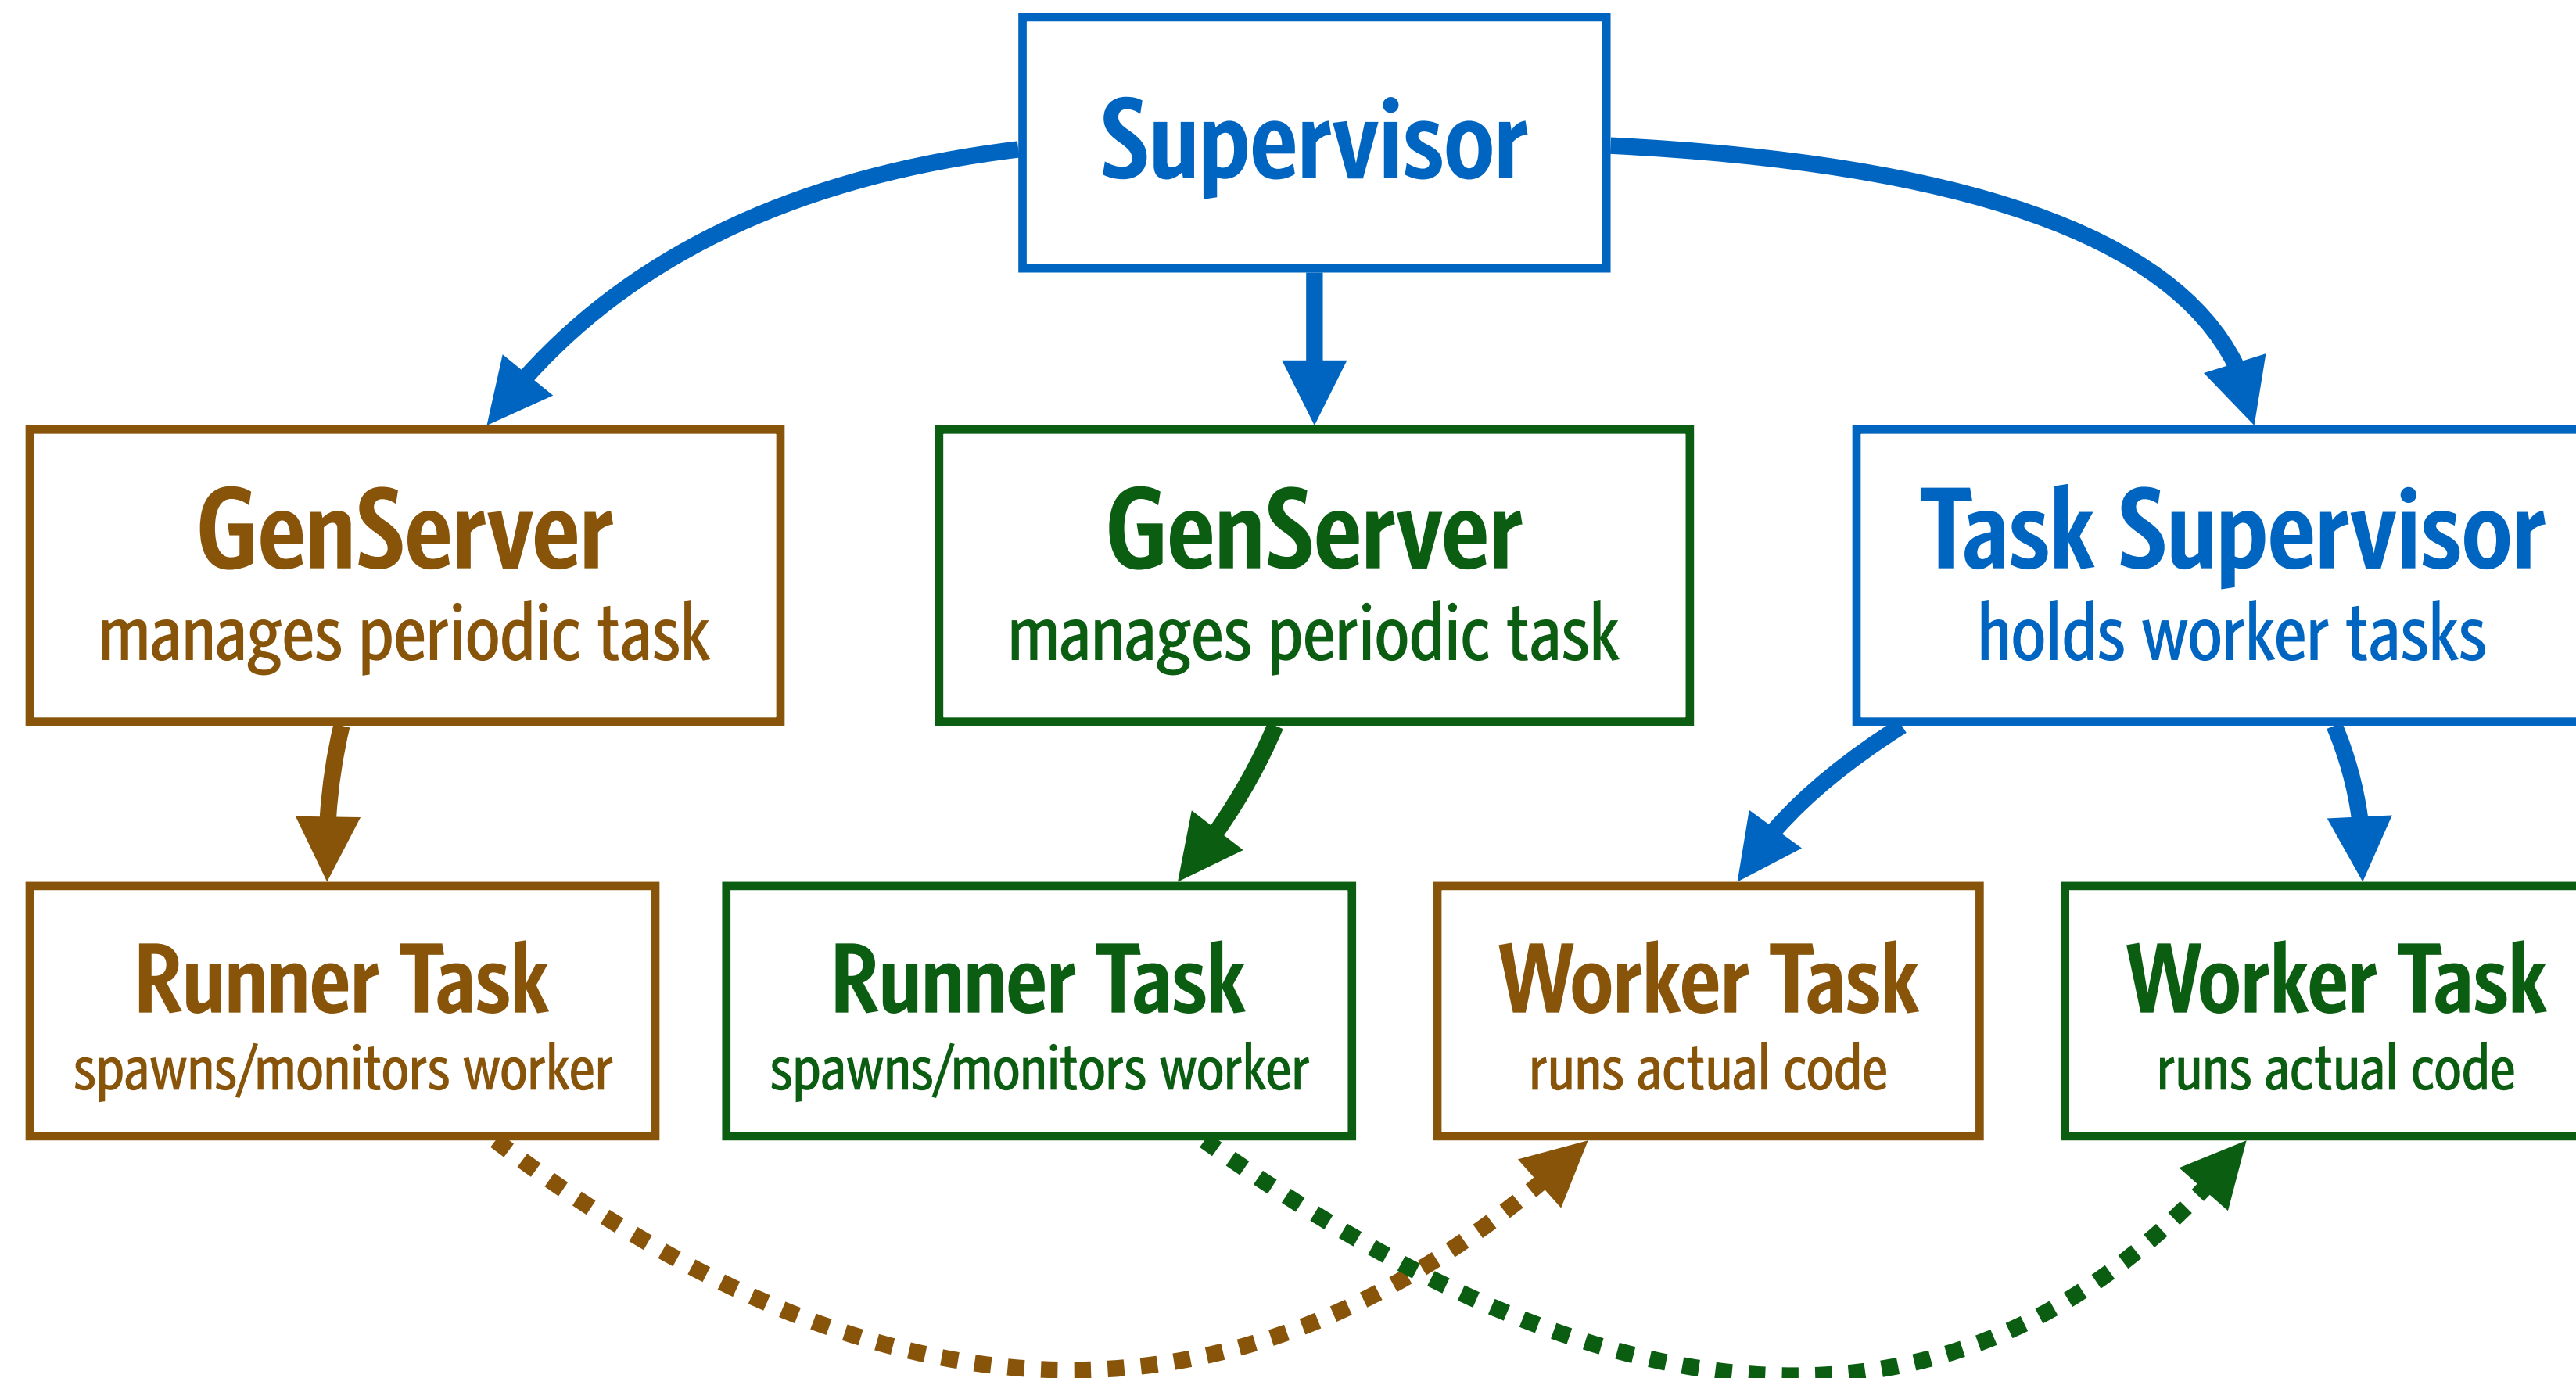 Supervisor
GenServer
manages periodic task
GenServer
manages periodic task
Task Supervisor
holds worker tasks
Runner Task
spawns/monitors worker
Runner Task
spawns/monitors worker
Worker Task
runs actual code
Worker Task
runs actual code